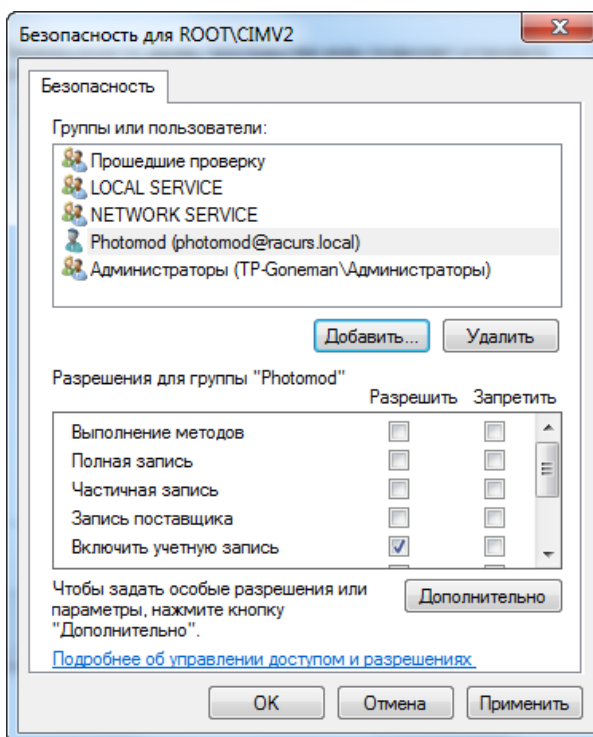 Безопасность для ROOT\CIMV2
Безопасность
Группы или пользователи:
Прошедшие проверку
LOCAL SERVICE
NETWORK SERVICE
Photomod (photomod@racurs.local)
Администраторы (TP-Goneman\Администраторы)
Добавить... Удалить
Разрешения для группы "Photomod"
Разрешить Запретить
Выполнение методов
Полная запись
Частичная запись
Запись поставщика
Включить учетную запись
Чтобы задать особые разрешения или
параметры, нажмите кнопку
"Дополнительно".
Дополнительно
Подробнее об управлении доступом и разрешениях
OK Отмена Применить